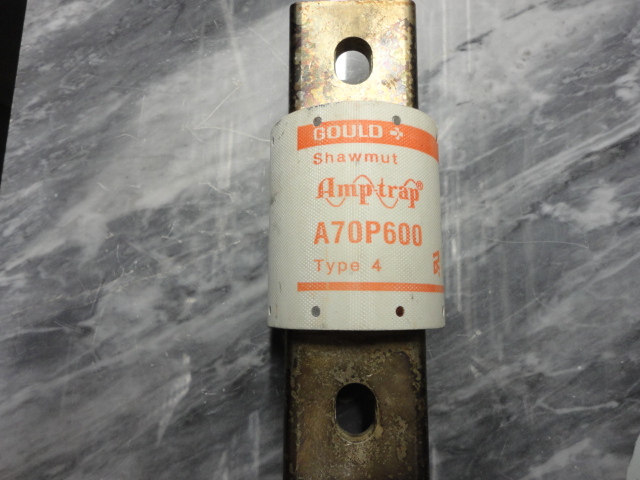 GOULD
Shawmut
Amp-trap®
A70P600
Type 4